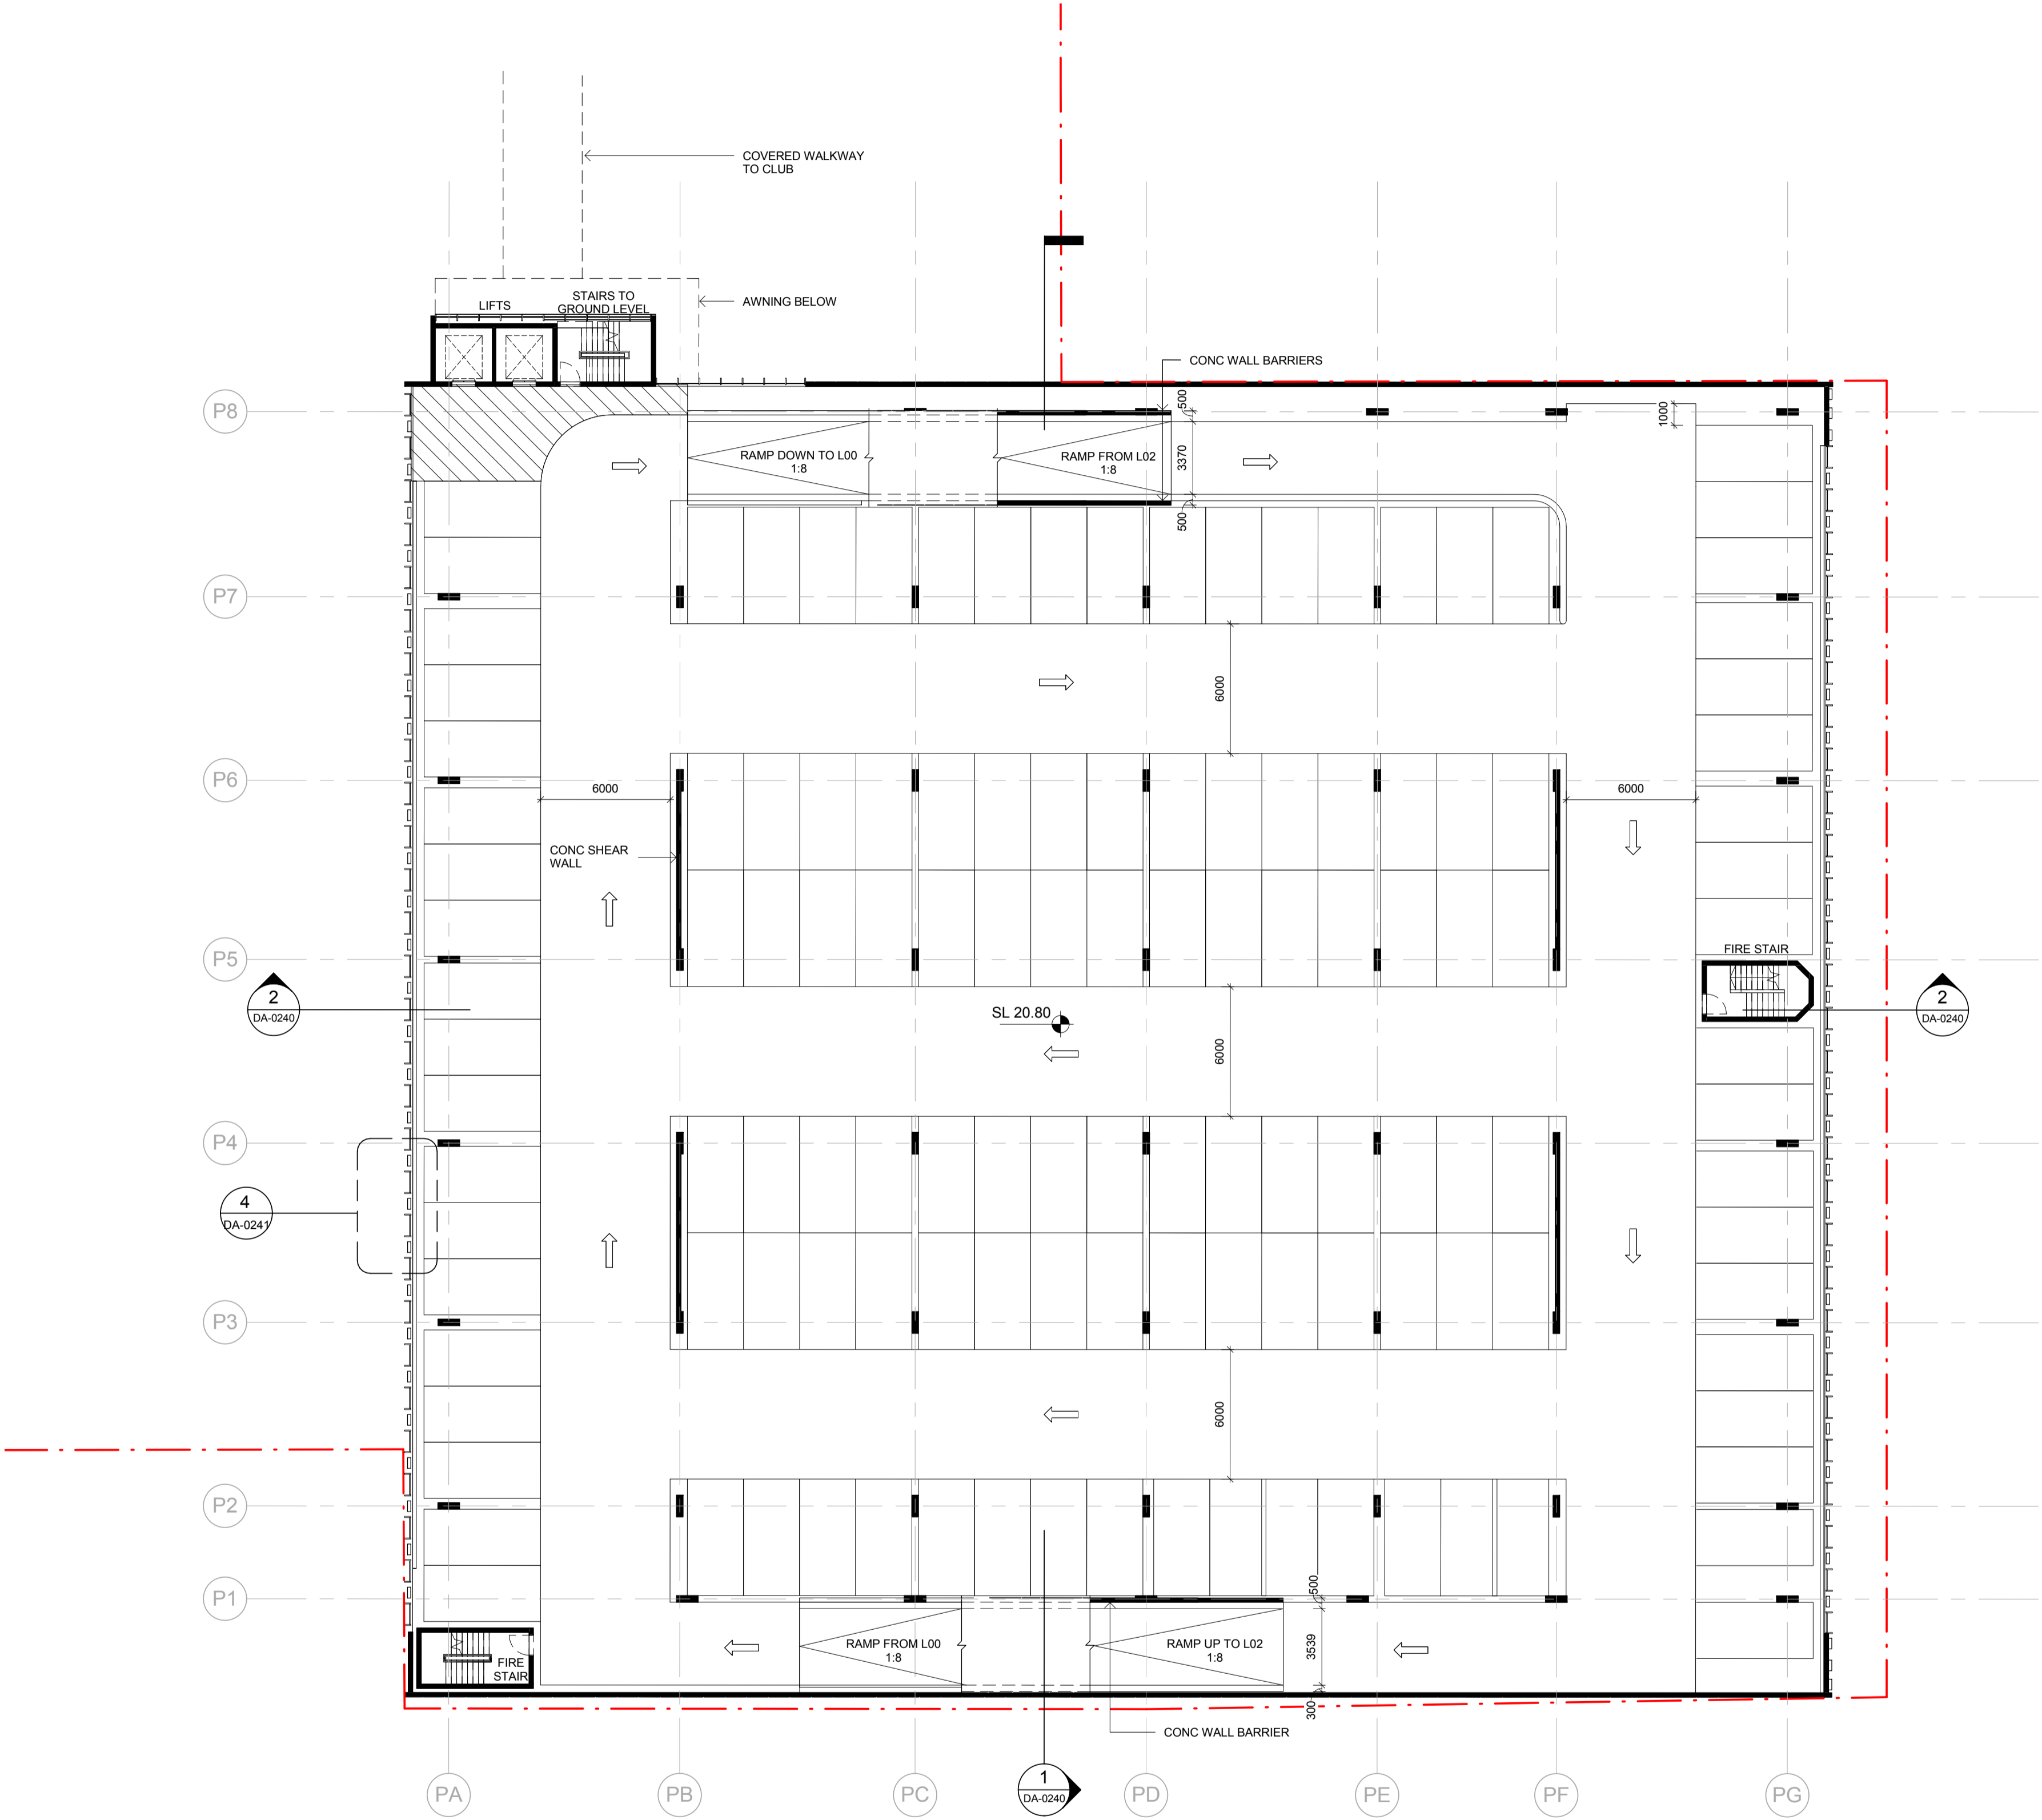 COVERED WALKWAY
TO CLUB
AWNING BELOW
LIFTS
STAIRS TO
GROUND LEVEL
CONC WALL BARRIERS
P8
500
1000
RAMP DOWN TO L00
1:8
RAMP FROM L02
1:8
3370
500
P7
6000
P6
6000
6000
CONC SHEAR
WALL
P5
FIRE STAIR
2
DA-0240
SL 20.80
2
DA-0240
6000
P4
4
DA-0241
P3
6000
P2
P1
500
RAMP FROM L00
1:8
RAMP UP TO L02
1:8
3539
FIRE
STAIR
300
CONC WALL BARRIER
1
DA-0240
PA
PB
PC
PD
PE
PF
PG